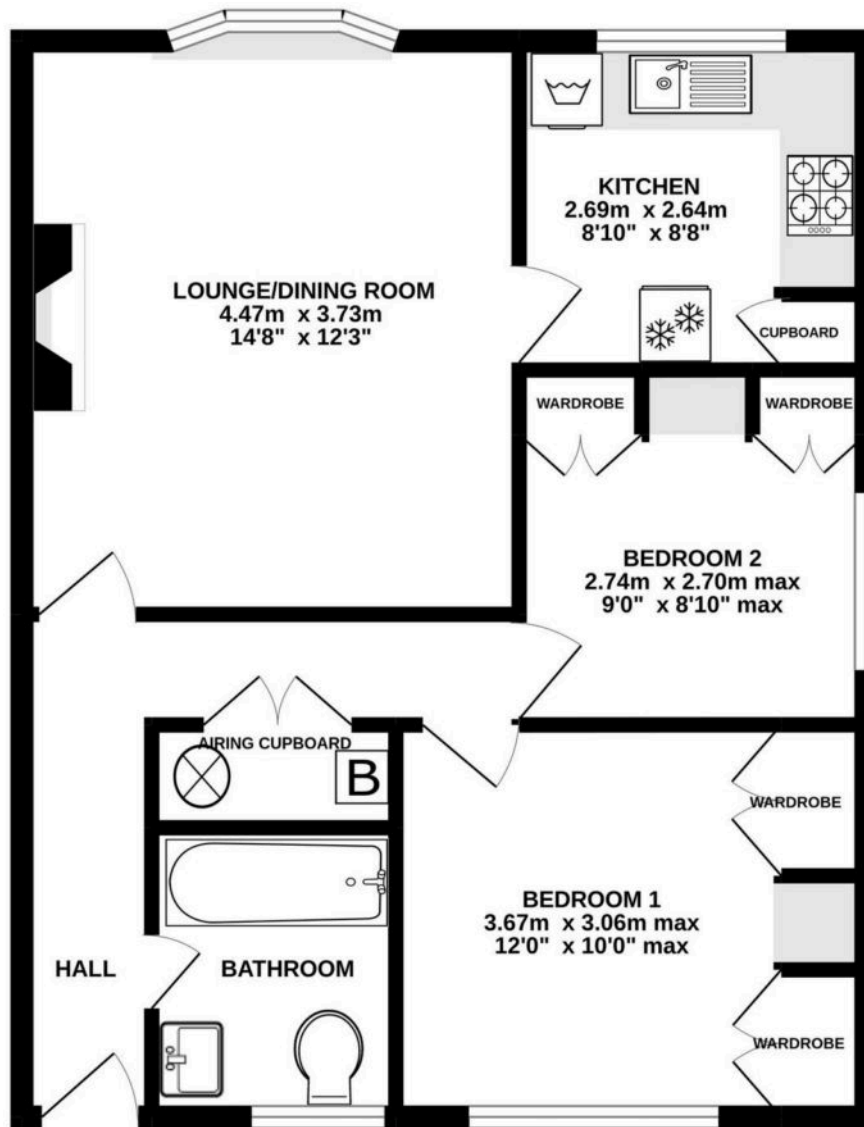 KITCHEN
2.69m x 2.64m
8'10" x 8'8"
LOUNGE/DINING ROOM
4.47m x 3.73m
14'8" x 12'3"
CUPBOARD
WARDROBE
WARDROBE
BEDROOM 2
2.74m x 2.70m max
9'0" x 8'10" max
AIRING CUPBOARD
B
WARDROBE
BEDROOM 1
3.67m x 3.06m max
12'0" x 10'0" max
HALL
BATHROOM
WARDROBE